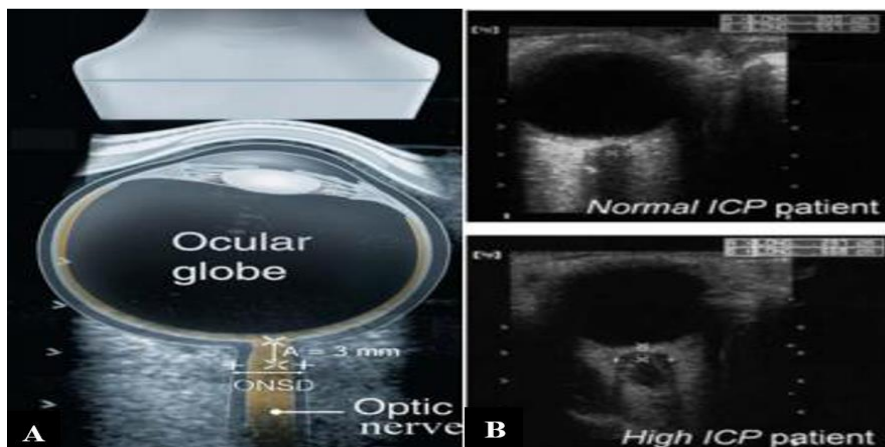 Ocular
globe
A = 3 mm
ONSD
Optic
nerve
A
Normal ICP patient
High ICP patient
B